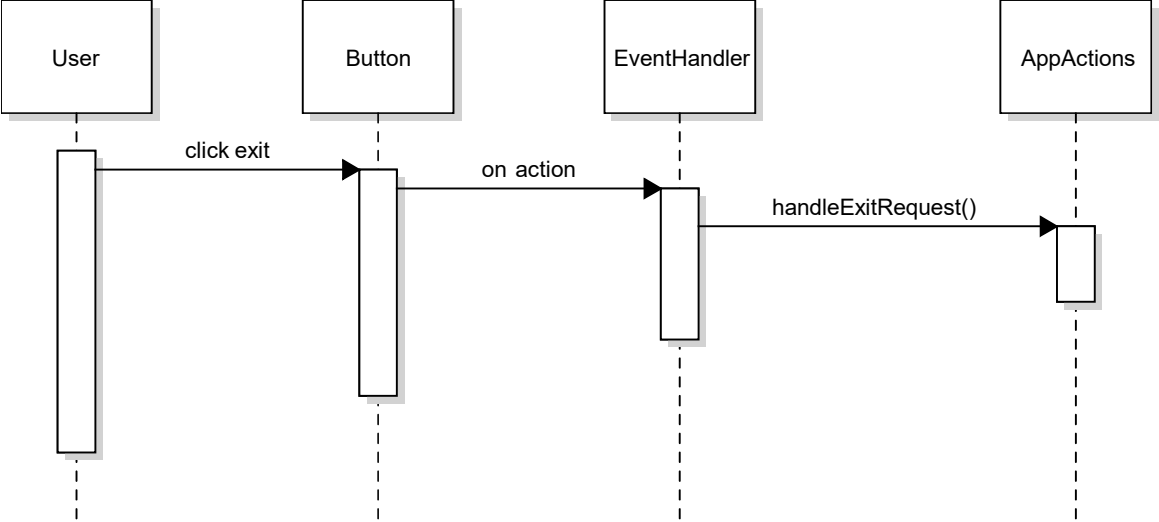 User
Button
EventHandler
AppActions
click exit
on action
handleExitRequest()